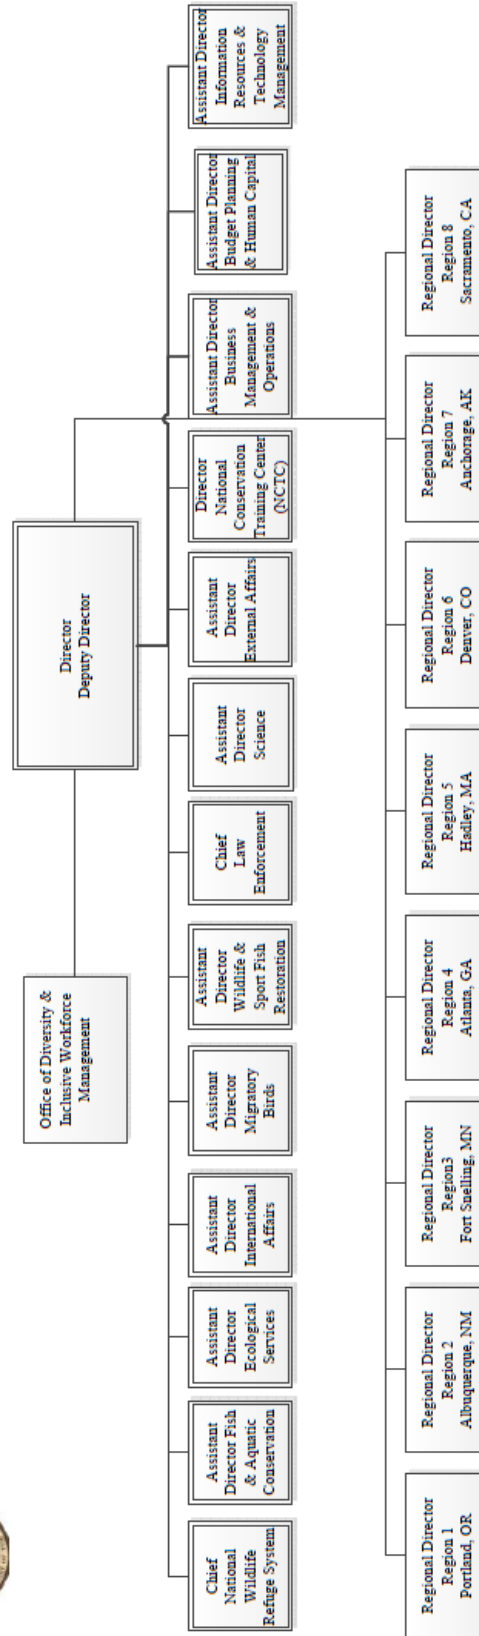 Director
Deputy Director
Office of Diversity &
Inclusive Workforce
Management
Chief
National
Wildlife
Refuge System
Assistant
Director Fish
& Aquatic
Conservation
Assistant
Director
Ecological
Services
Assistant
Director
International
Affairs
Assistant
Director
Migratory
Birds
Assistant
Director
Wildlife &
Sport Fish
Restoration
Chief
Law
Enforcement
Assistant
Director
Science
Assistant
Director
External Affairs
Director
National
Conservation
Training Center
(NCTC)
Assistant Director
Business
Management &
Operations
Assistant Director
Budget Planning
& Human Capital
Assistant Director
Information
Resources &
Technology
Management
Regional Director
Region 1
Portland, OR
Regional Director
Region 2
Albuquerque, NM
Regional Director
Region3
Fort Snelling, MN
Regional Director
Region 4
Atlanta, GA
Regional Director
Region 5
Hadley, MA
Regional Director
Region 6
Denver, CO
Regional Director
Region 7
Anchorage, AK
Regional Director
Region 8
Sacramento, CA